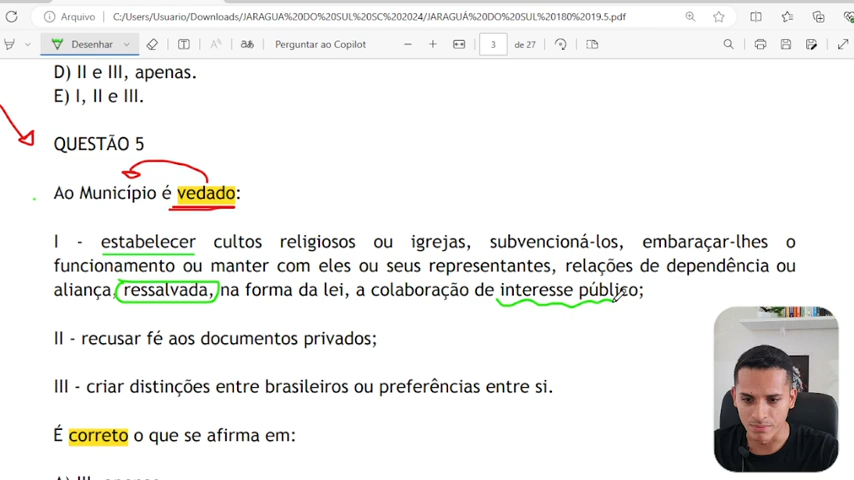 Arquivo
C:/Users/Usuario/Downloads/JARAGUA%20DO%20SUL%20SC%202024/JARAGUÁ%20DO%20SUL%20180%2019.5.pdf
Desenhar
Perguntar ao Copilot
3
de 27
D) II e III, apenas.
E) I, II e III.
QUESTÃO 5
Ao Município é vedado:
I - estabelecer cultos religiosos ou igrejas, subvencioná-los, embaraçar-lhes o
funcionamento ou manter com eles ou seus representantes, relações de dependência ou
aliança, ressalvada, na forma da lei, a colaboração de interesse público;
II - recusar fé aos documentos privados;
III - criar distinções entre brasileiros ou preferências entre si.
É correto o que se afirma em:
A) III, apenas.